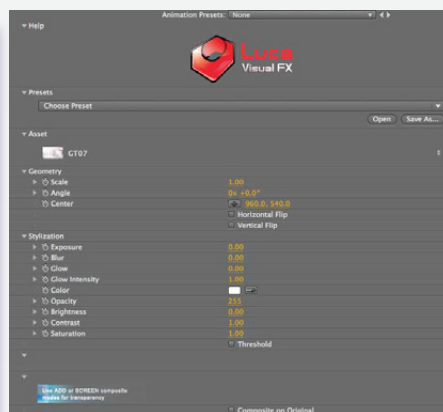 Animation Presets: None
Help
Luca
Visual FX
Presets
Choose Preset
Open Save As...
Asset
GT07
Geometry
Scale 1.00
Angle 0x +0.0°
Center 960.0, 540.0
Horizontal Flip
Vertical Flip
Stylization
Exposure 0.00
Blur 0.00
Glow 0.00
Glow Intensity 1.00
Color
Opacity 255
Brightness 0.00
Contrast 1.00
Saturation 1.00
Threshold
Use ADD or SCREEN composite
modes for transparency
Composite on Original